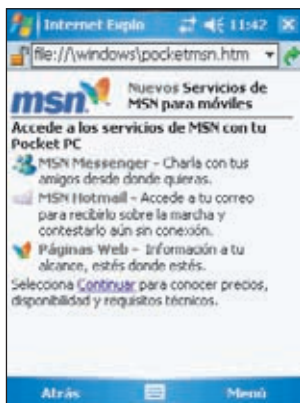 Internet Explo 11:42
file://\windows\pocketmsn.htm
msn Nuevos Servicios de
MSN para móviles
Accede a los servicios de MSN con tu
Pocket PC
MSN Messenger - Charla con tus
amigos desde donde quieras.
MSN Hotmail - Accede a tu correo
para recibirlo sobre la marcha y
contestarlo aún sin conexión.
Páginas Web - Información a tu
alcance, estés donde estés.
Selecciona Continuar para conocer precios,
disponibilidad y requisitos técnicos.
Atrás Menú